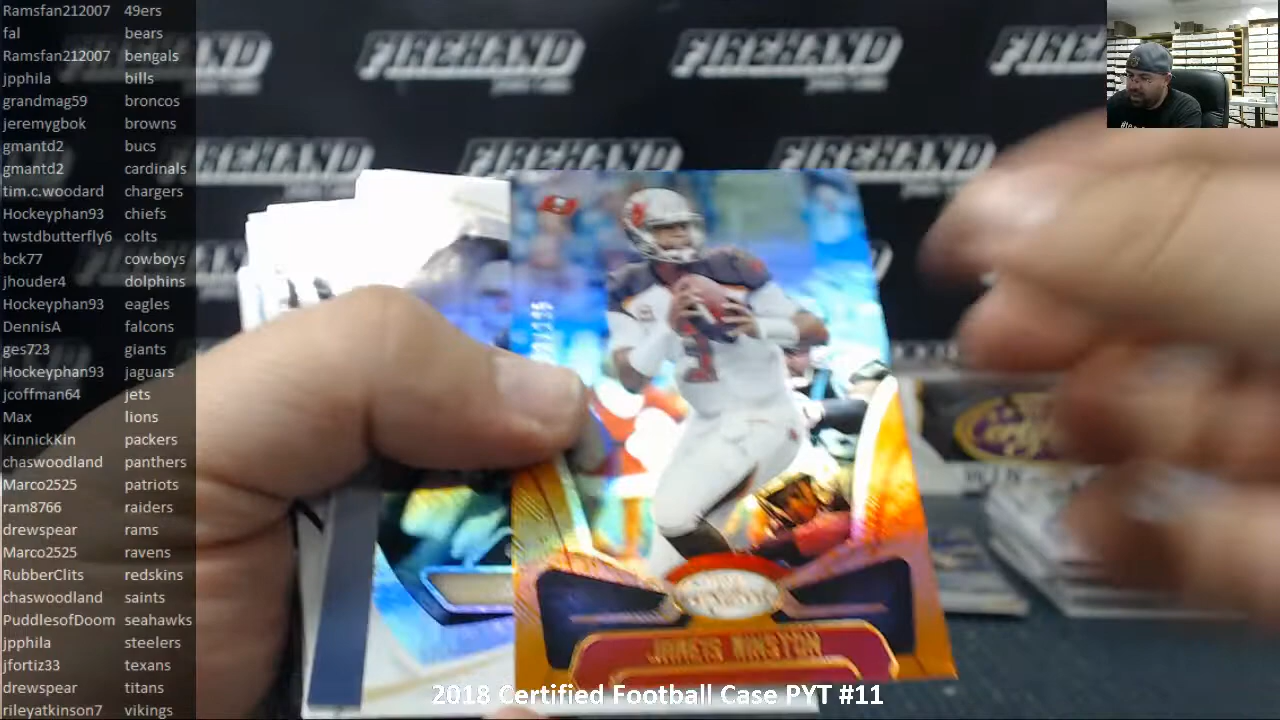 Ramsfan212007 49ers
fal bears
Ramsfan212007 bengals
jpphila bills
grandmag59 broncos
jeremygbok browns
gmantd2 bucs
gmantd2 cardinals
tim.c.woodard chargers
Hockeyphan93 chiefs
twstdbutterfly6 colts
bck77 cowboys
jhouder4 dolphins
Hockeyphan93 eagles
DennisA falcons
ges723 giants
Hockeyphan93 jaguars
jcoffman64 jets
Max lions
KinnickKin packers
chaswoodland panthers
Marco2525 patriots
ram8766 raiders
drewspear rams
Marco2525 ravens
RubberClits redskins
chaswoodland saints
PuddlesofDoom seahawks
jpphila steelers
jfortiz33 texans
drewspear titans
rileyatkinson7 vikings
FIREHAND FIREHAND FIREHAND
FIREHAND FIREHAND FIREHAND
JAMEIS WINSTON
2018 Certified Football Case PYT #11